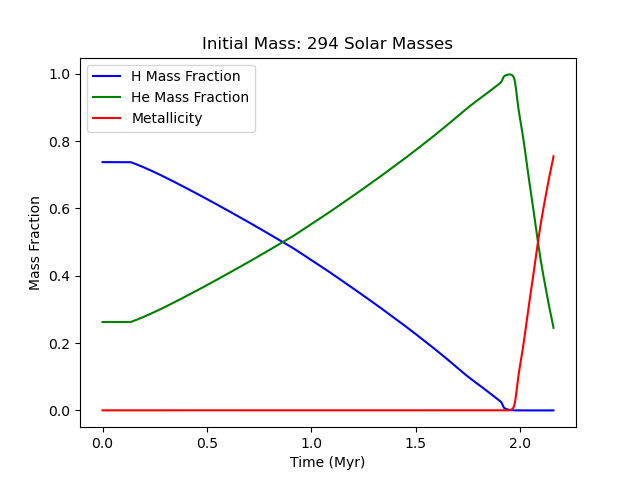 Initial Mass: 294 Solar Masses
H Mass Fraction
He Mass Fraction
Metallicity
1.0
0.8
0.6
0.4
0.2
0.0
Mass Fraction
0.0 0.5 1.0 1.5 2.0
Time (Myr)